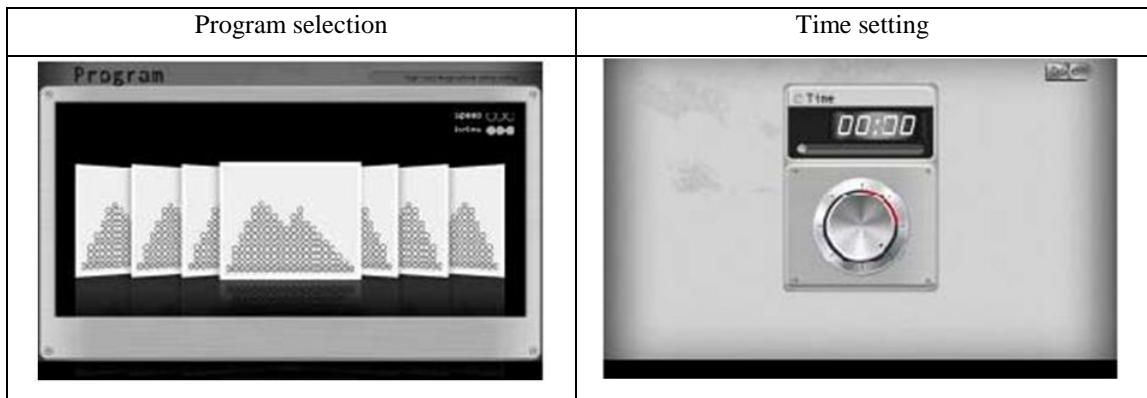 Program selection
Time setting
Program
speed
Time
00:00